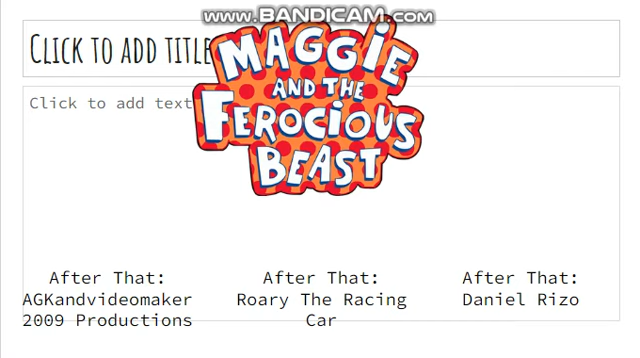 www.BANDICAM.com
Click to add title
MAGGIE
AND THE
FEROCIOUS
BEAST
Click to add text
After That:
AGKandvideomaker
2009 Productions
After That:
Roary The Racing
Car
After That:
Daniel Rizo